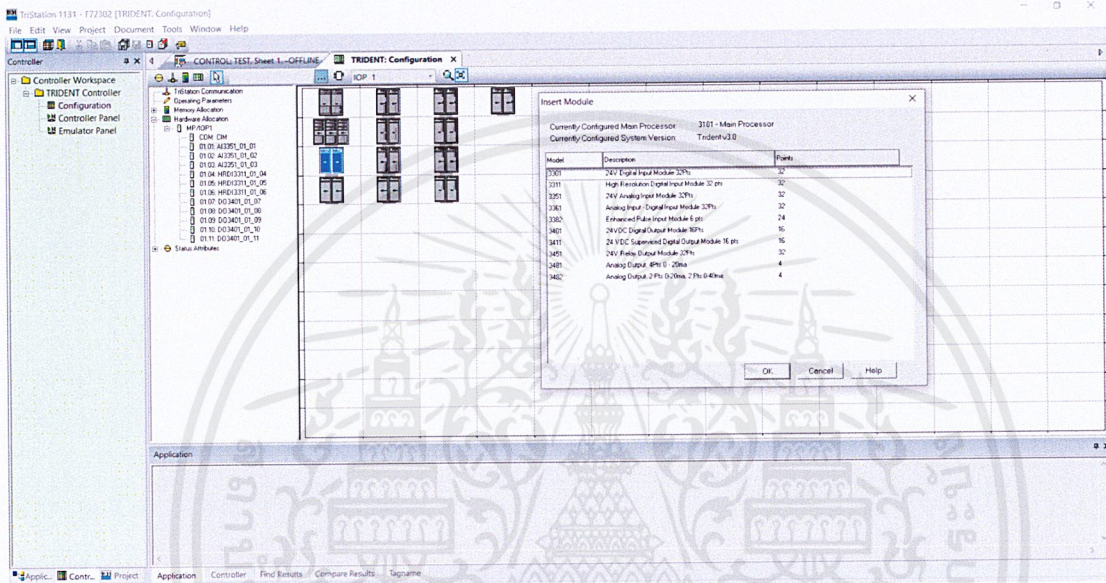 TriStation 1131 - F72302 [TRIDENT: Configuration]
File Edit View Project Document Tools Window Help
Controller
Controller Workspace
TRIDENT Controller
Configuration
Controller Panel
Emulator Panel
CONTROL: TEST, Sheet 1, -OFFLINE
TRIDENT: Configuration
IOP 1
TriStation Communication
Operating Parameters
Memory Allocation
Hardware Allocation
MP/IOP1
COM: CIM
01.01: AI3351_01_01
01.02: AI3351_01_02
01.03: AI3351_01_03
01.04: HRDI3311_01_04
01.05: HRDI3311_01_05
01.06: HRDI3311_01_06
01.07: DO3401_01_07
01.08: DO3401_01_08
01.09: DO3401_01_09
01.10: DO3401_01_10
01.11: DO3401_01_11
Status Attributes
Insert Module
Currently Configured Main Processor 3101 - Main Processor
Currently Configured System Version Trident v3.0
Model Description Points
3301 24V Digital Input Module 32Pts 32
3311 High Resolution Digital Input Module 32 pts 32
3351 24V Analog Input Module 32Pts 32
3361 Analog Input - Digital Input Module 32Pts 32
3382 Enhanced Pulse Input Module 6 pts 24
3401 24 VDC Digital Output Module 16Pts 16
3411 24 VDC Supervised Digital Output Module 16 pts 16
3451 24V Relay Output Module 32Pts 32
3481 Analog Output, 4Pts 0 - 20ma 4
3482 Analog Output, 2 Pts 0-20ma, 2 Pts 0-40ma 4
OK Cancel Help
Application
Applic... Contr... Project
Application Controller Find Results Compare Results Tagname